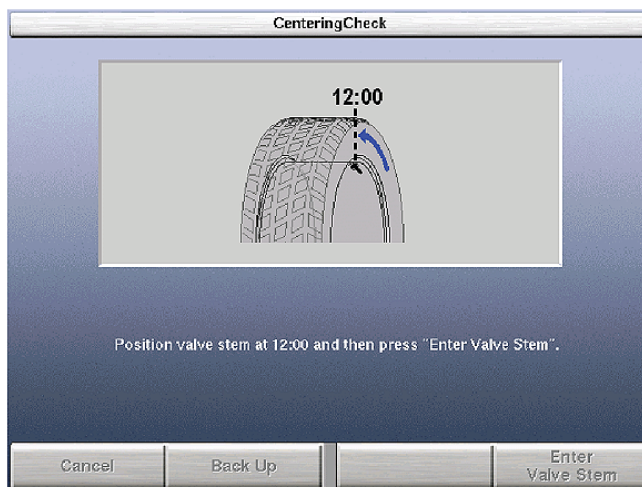 CenteringCheck
12:00
Position valve stem at 12:00 and then press "Enter Valve Stem".
Cancel
Back Up
Enter
Valve Stem